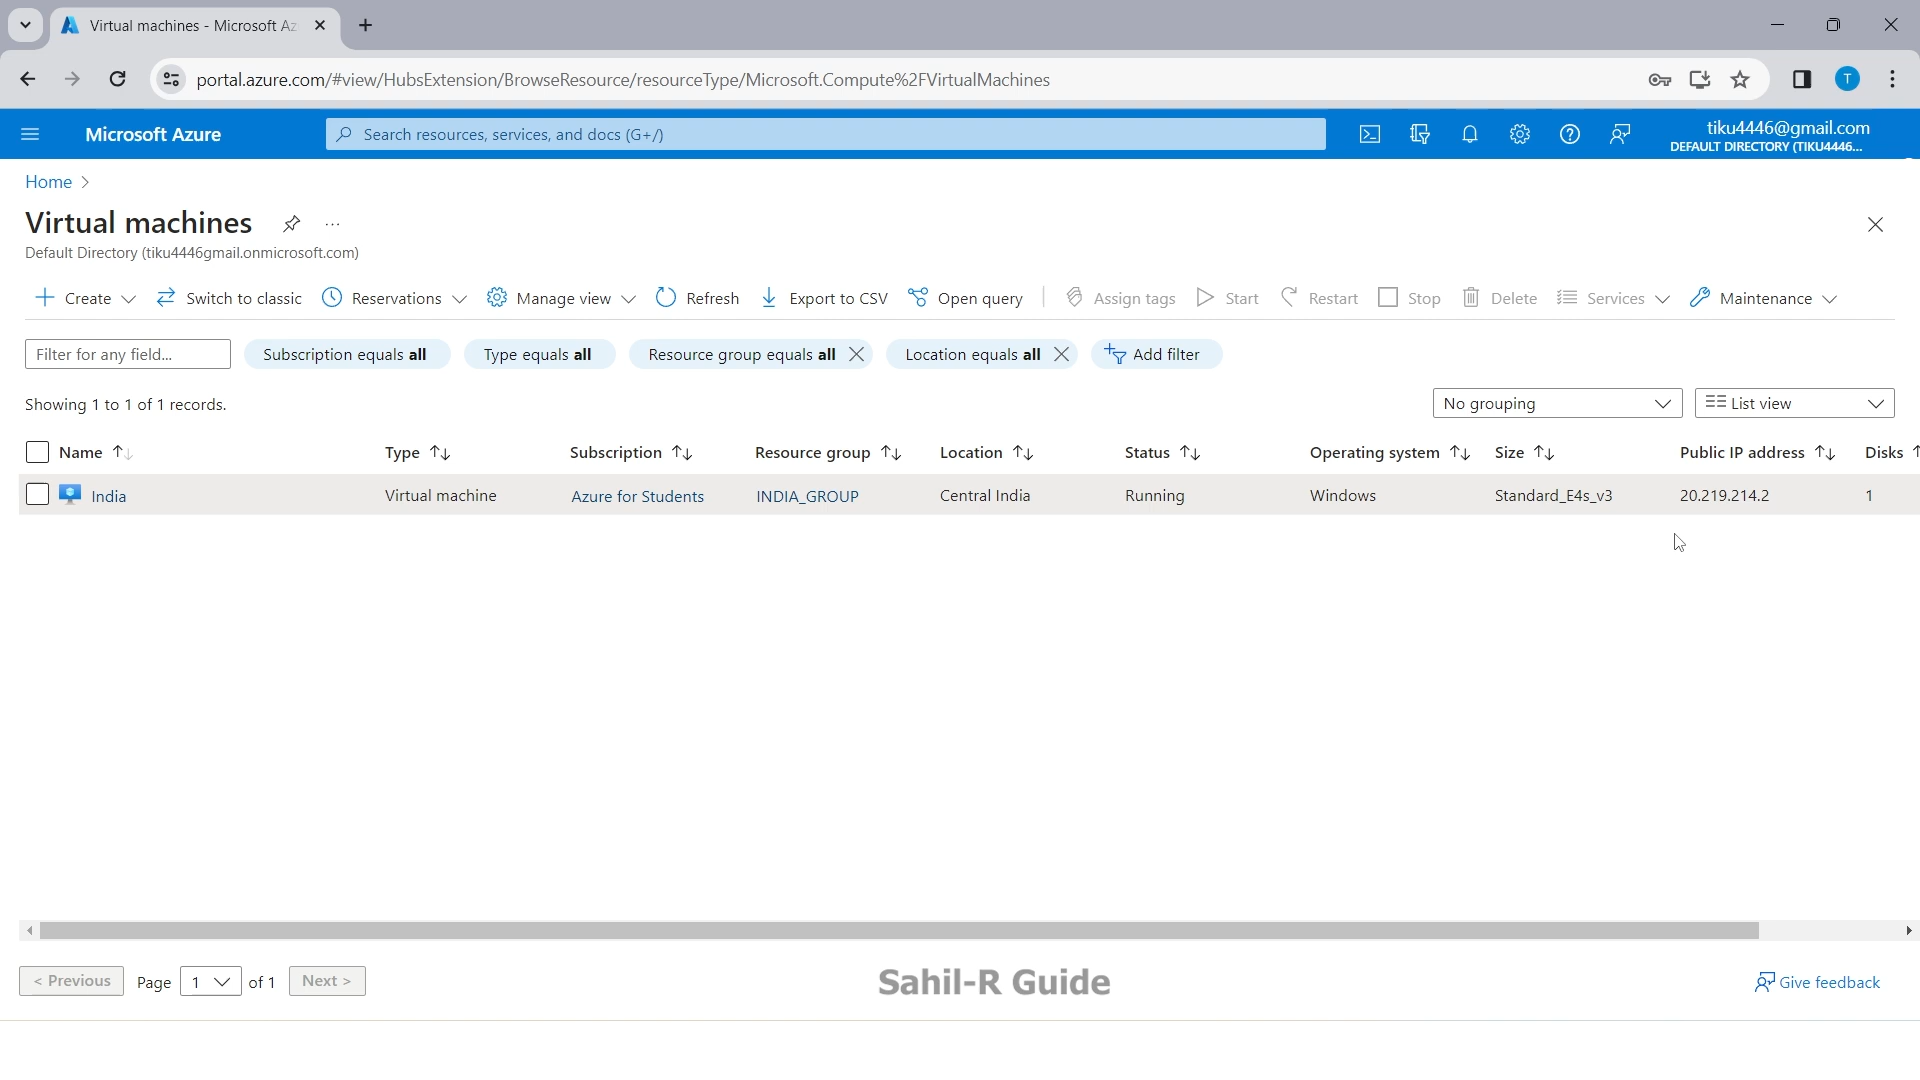 Virtual machines - Microsoft Az
portal.azure.com/#view/HubsExtension/BrowseResource/resourceType/Microsoft.Compute%2FVirtualMachines
T
Microsoft Azure
Search resources, services, and docs (G+/)
tiku4446@gmail.com
DEFAULT DIRECTORY (TIKU4446...
Home
Virtual machines
...
Default Directory (tiku4446gmail.onmicrosoft.com)
Create Switch to classic Reservations Manage view Refresh Export to CSV Open query Assign tags Start Restart Stop Delete Services Maintenance
Filter for any field... Subscription equals all Type equals all Resource group equals all Location equals all Add filter
Showing 1 to 1 of 1 records.
No grouping List view
Name Type Subscription Resource group Location Status Operating system Size Public IP address Disks
India Virtual machine Azure for Students INDIA_GROUP Central India Running Windows Standard_E4s_v3 20.219.214.2 1
< Previous Page 1 of 1 Next >
Sahil-R Guide
Give feedback